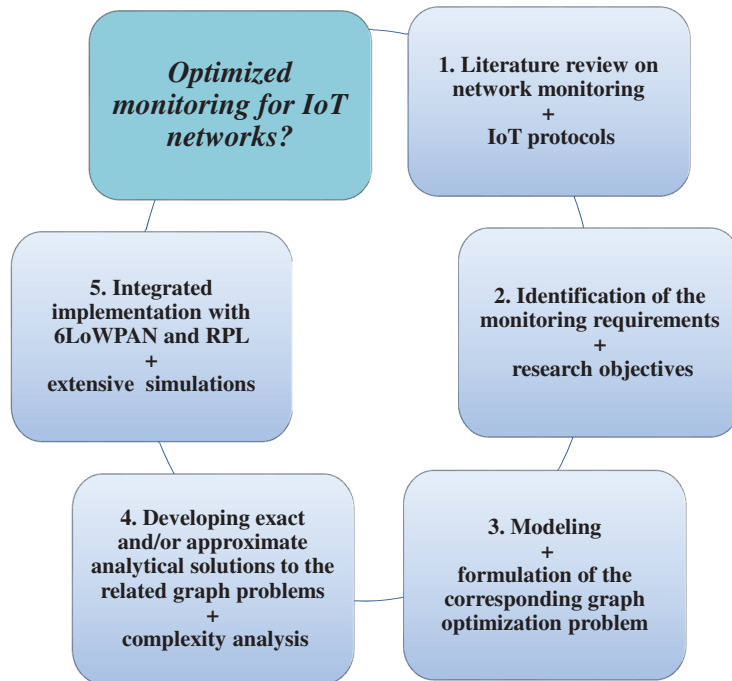 Optimized
monitoring for IoT
networks?
1. Literature review on
network monitoring
+
IoT protocols
2. Identification of the
monitoring requirements
+
research objectives
3. Modeling
+
formulation of the
corresponding graph
optimization problem
4. Developing exact
and/or approximate
analytical solutions to the
related graph problems
+
complexity analysis
5. Integrated
implementation with
6LoWPAN and RPL
+
extensive simulations